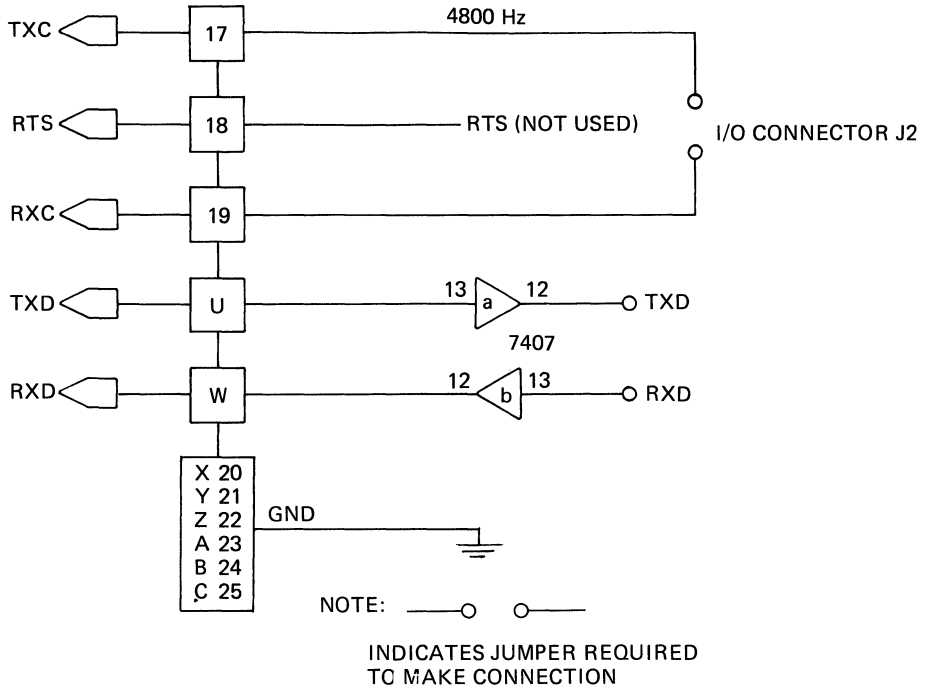 TXC 17 4800 Hz
RTS 18 RTS (NOT USED)
I/O CONNECTOR J2
RXC 19
TXD U 13 a 12 TXD
7407
RXD W 12 b 13 RXD
X 20
Y 21
Z 22 GND
A 23
B 24
C 25
NOTE:
INDICATES JUMPER REQUIRED
TO MAKE CONNECTION